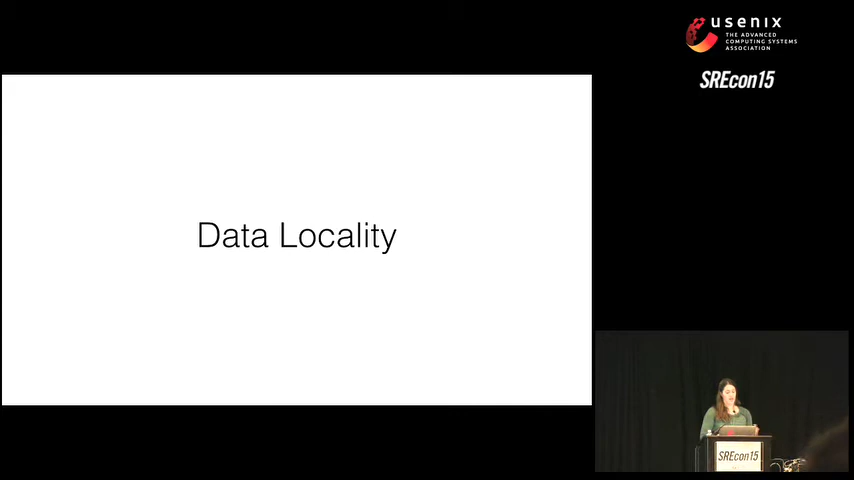 usenix
THE ADVANCED
COMPUTING SYSTEMS
ASSOCIATION
SREcon15
Data Locality
SREcon15